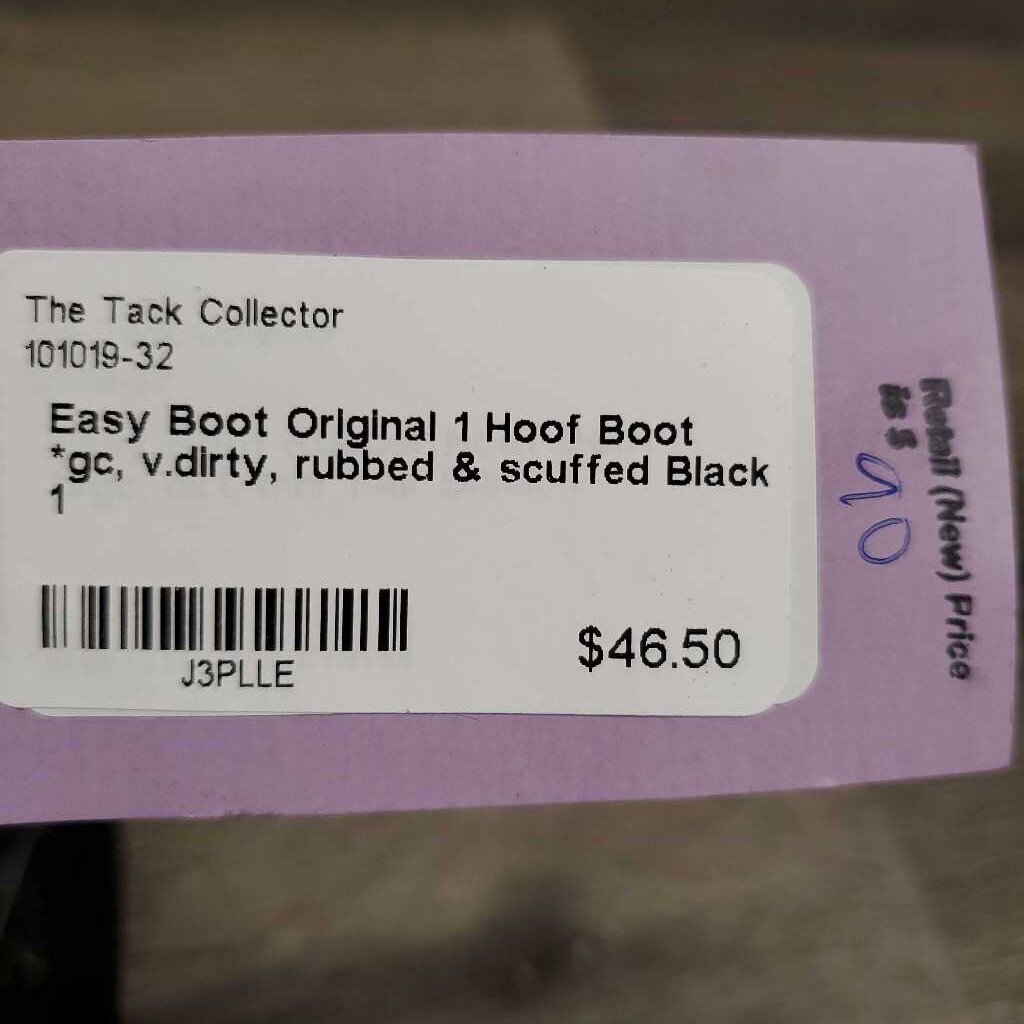 The Tack Collector
101019-32
Easy Boot Original 1 Hoof Boot
*gc, v.dirty, rubbed & scuffed Black
1
J3PLLE
$46.50
Retail (New) Price
is $